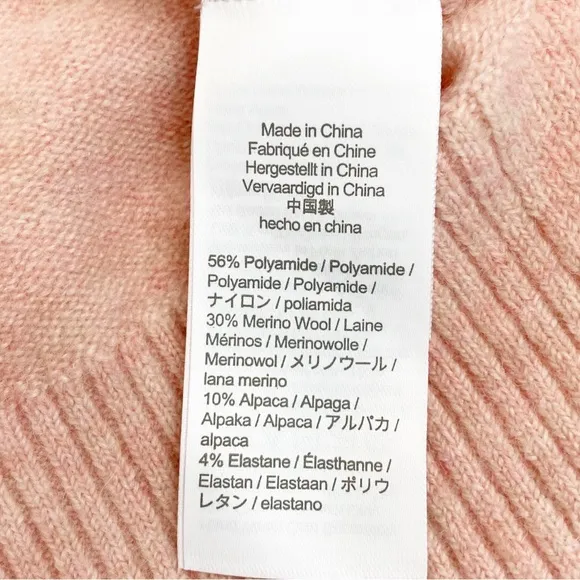 Made in China
Fabriqué en Chine
Hergestellt in China
Vervaardigd in China
中国製
hecho en china
56% Polyamide / Polyamide /
Polyamide / Polyamide /
ナイロン / poliamida
30% Merino Wool / Laine
Mérinos / Merinowolle /
Merinowol / メリノウール /
lana merino
10% Alpaca / Alpaga /
Alpaka / Alpaca / アルパカ /
alpaca
4% Elastane / Élasthanne /
Elastan / Elastaan / ポリウ
レタン / elastano